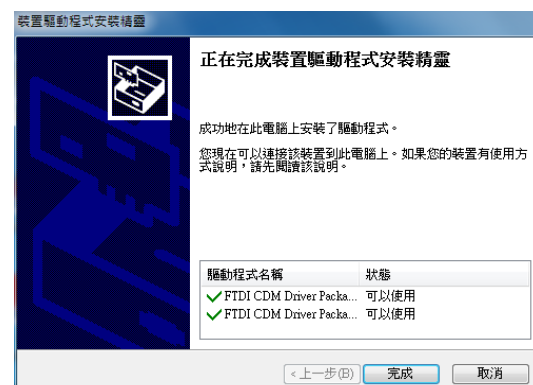 裝置驅動程式安裝精靈
正在完成裝置驅動程式安裝精靈
成功地在此電腦上安裝了驅動程式。
您現在可以連接該裝置到此電腦上。如果您的裝置有使用方
式說明，請先閱讀該說明。
驅動程式名稱 狀態
FTDI CDM Driver Packa... 可以使用
FTDI CDM Driver Packa... 可以使用
<上一步(B) 完成 取消